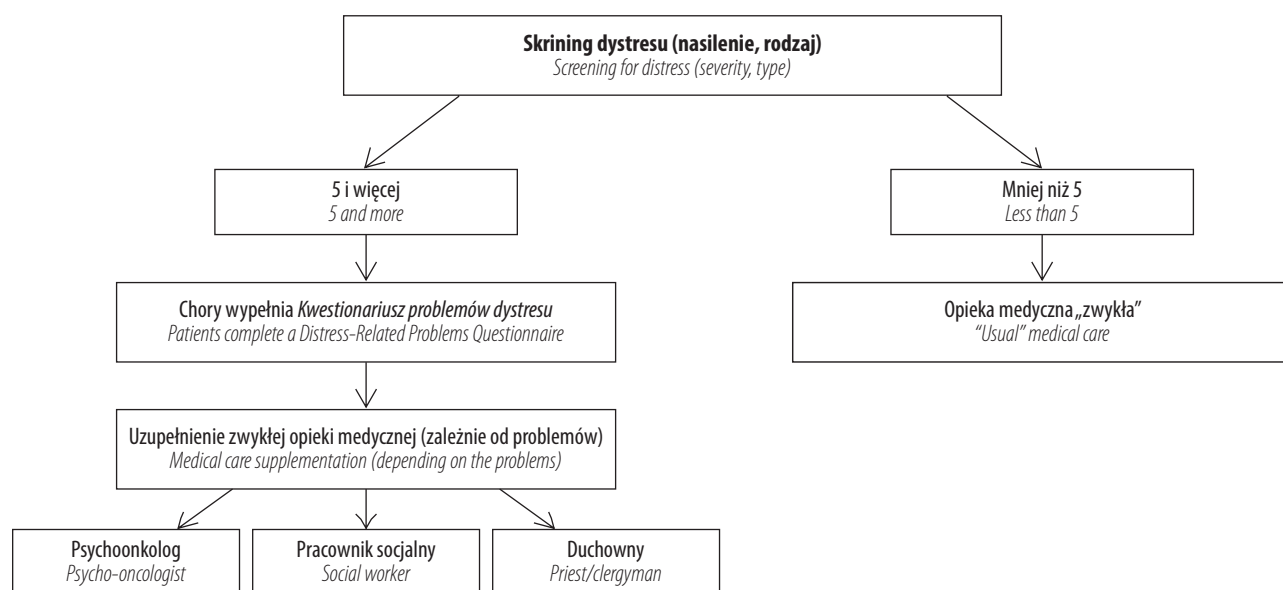 Skrining dystresu (nasilenie, rodzaj)
Screening for distress (severity, type)
5 i więcej
5 and more
Mniej niż 5
Less than 5
Chory wypełnia Kwestionariusz problemów dystresu
Patients complete a Distress-Related Problems Questionnaire
Opieka medyczna „zwykła”
“Usual” medical care
Uzupełnienie zwykłej opieki medycznej (zależnie od problemów)
Medical care supplementation (depending on the problems)
Psychoonkolog
Psycho-oncologist
Pracownik socjalny
Social worker
Duchowny
Priest/clergyman